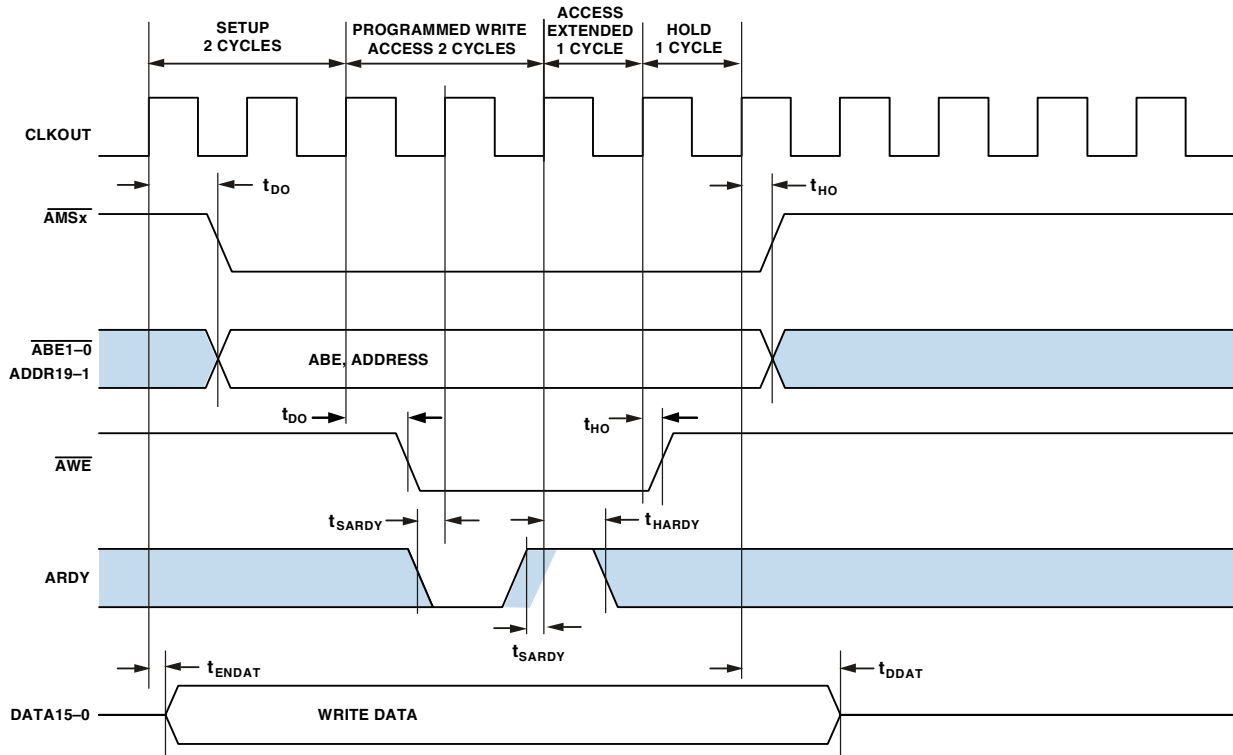 SETUP
2 CYCLES
PROGRAMMED WRITE
ACCESS 2 CYCLES
ACCESS
EXTENDED
1 CYCLE
HOLD
1 CYCLE
CLKOUT
tDO
tHO
AMSx
ABE1–0
ADDR19–1
ABE, ADDRESS
tDO
tHO
AWE
tSARDY
tHARDY
ARDY
tSARDY
tENDAT
tDDAT
DATA15–0
WRITE DATA